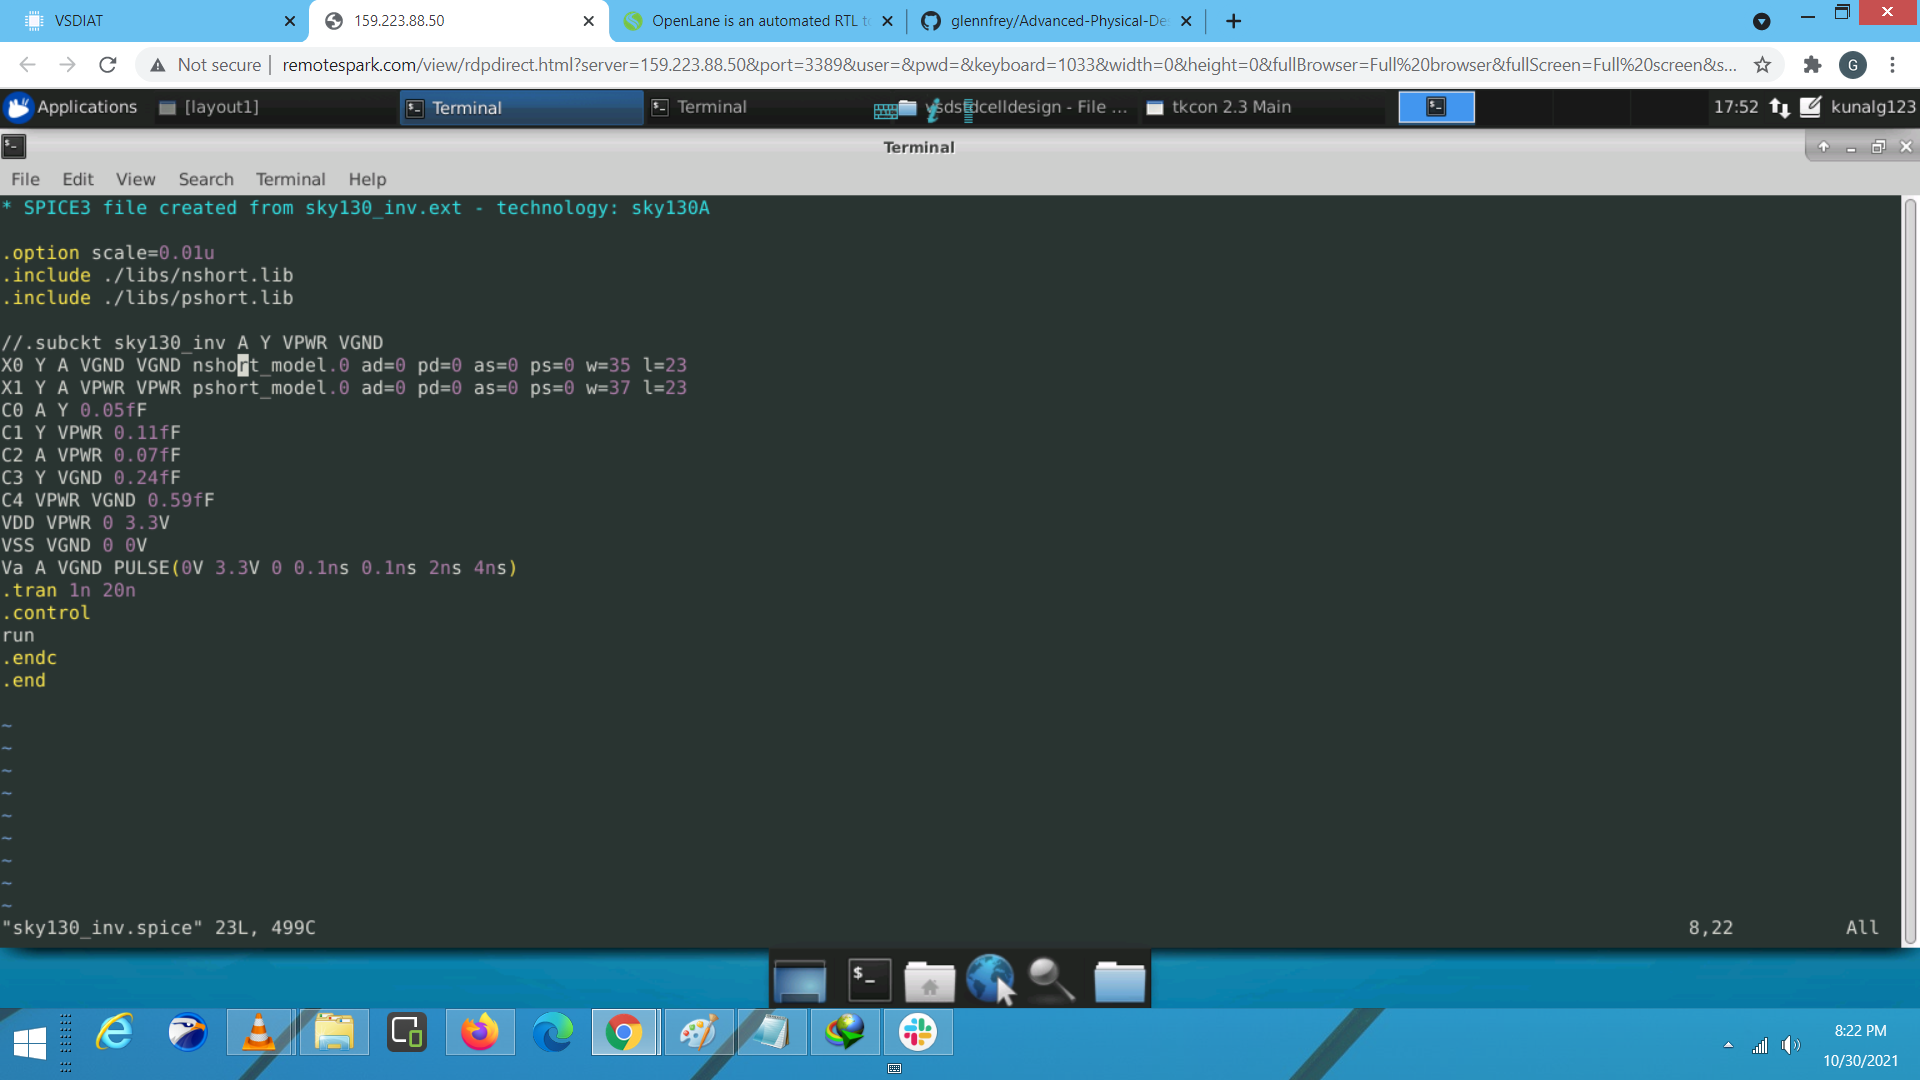 VSDIAT
159.223.88.50
OpenLane is an automated RTL t
glennfrey/Advanced-Physical-De
Not secure
remotespark.com/view/rdpdirect.html?server=159.223.88.50&port=3389&user=&pwd=&keyboard=1033&width=0&height=0&fullBrowser=Full%20browser&fullScreen=Full%20screen&s...
G
Applications
[layout1]
Terminal
Terminal
vsdstdcelldesign - File ...
tkcon 2.3 Main
17:52
kunalg123
Terminal
File Edit View Search Terminal Help
* SPICE3 file created from sky130_inv.ext - technology: sky130A
.option scale=0.01u
.include ./libs/nshort.lib
.include ./libs/pshort.lib
//.subckt sky130_inv A Y VPWR VGND
X0 Y A VGND VGND nshort_model.0 ad=0 pd=0 as=0 ps=0 w=35 l=23
X1 Y A VPWR VPWR pshort_model.0 ad=0 pd=0 as=0 ps=0 w=37 l=23
C0 A Y 0.05fF
C1 Y VPWR 0.11fF
C2 A VPWR 0.07fF
C3 Y VGND 0.24fF
C4 VPWR VGND 0.59fF
VDD VPWR 0 3.3V
VSS VGND 0 0V
Va A VGND PULSE(0V 3.3V 0 0.1ns 0.1ns 2ns 4ns)
.tran 1n 20n
.control
run
.endc
.end
~
~
~
~
~
~
~
~
~
"sky130_inv.spice" 23L, 499C
8,22
All
8:22 PM
10/30/2021